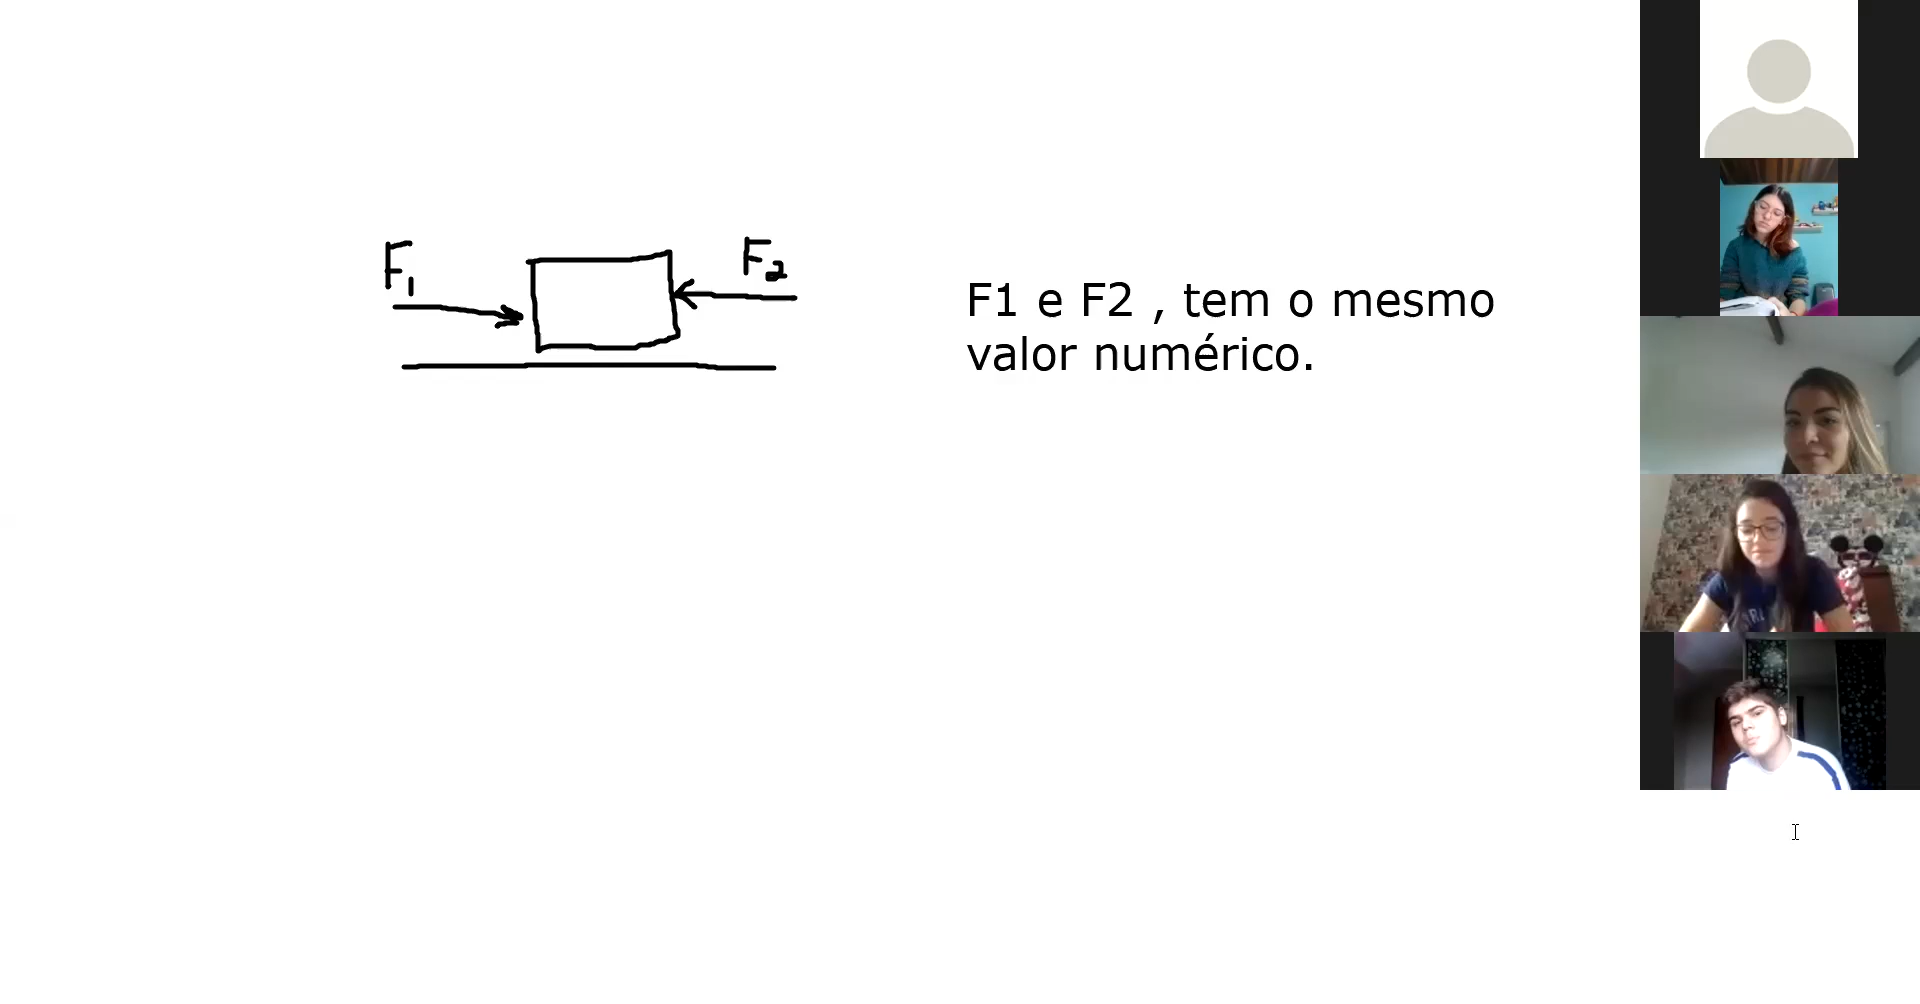 F1
F2
F1 e F2 , tem o mesmo
valor numérico.